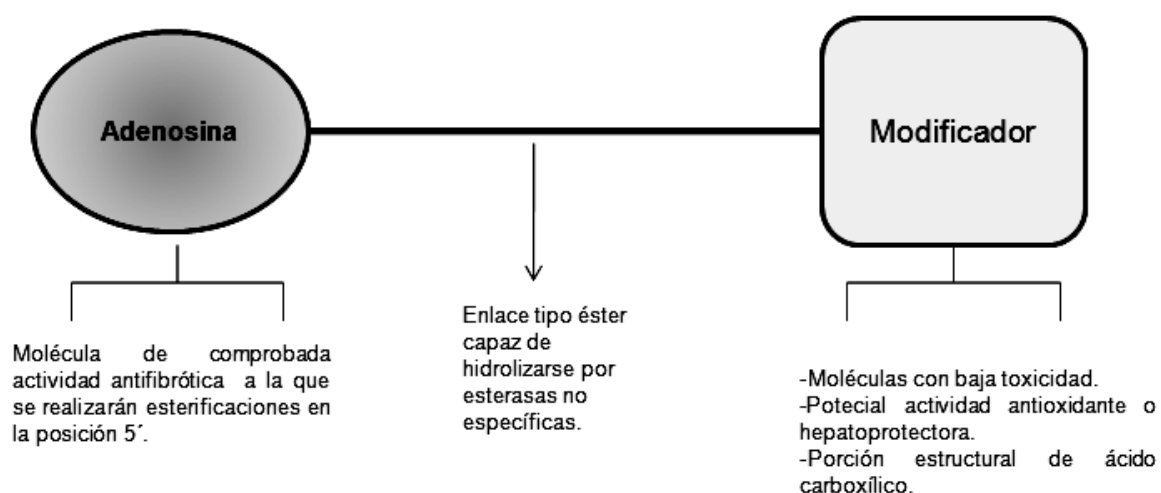 Adenosina
Modificador
Molécula de comprobada
actividad antifibrótica a la que
se realizarán esterificaciones en
la posición 5´.
Enlace tipo éster
capaz de
hidrolizarse por
esterasas no
específicas.
-Moléculas con baja toxicidad.
-Potecial actividad antioxidante o
hepatoprotectora.
-Porción estructural de ácido
carboxílico.